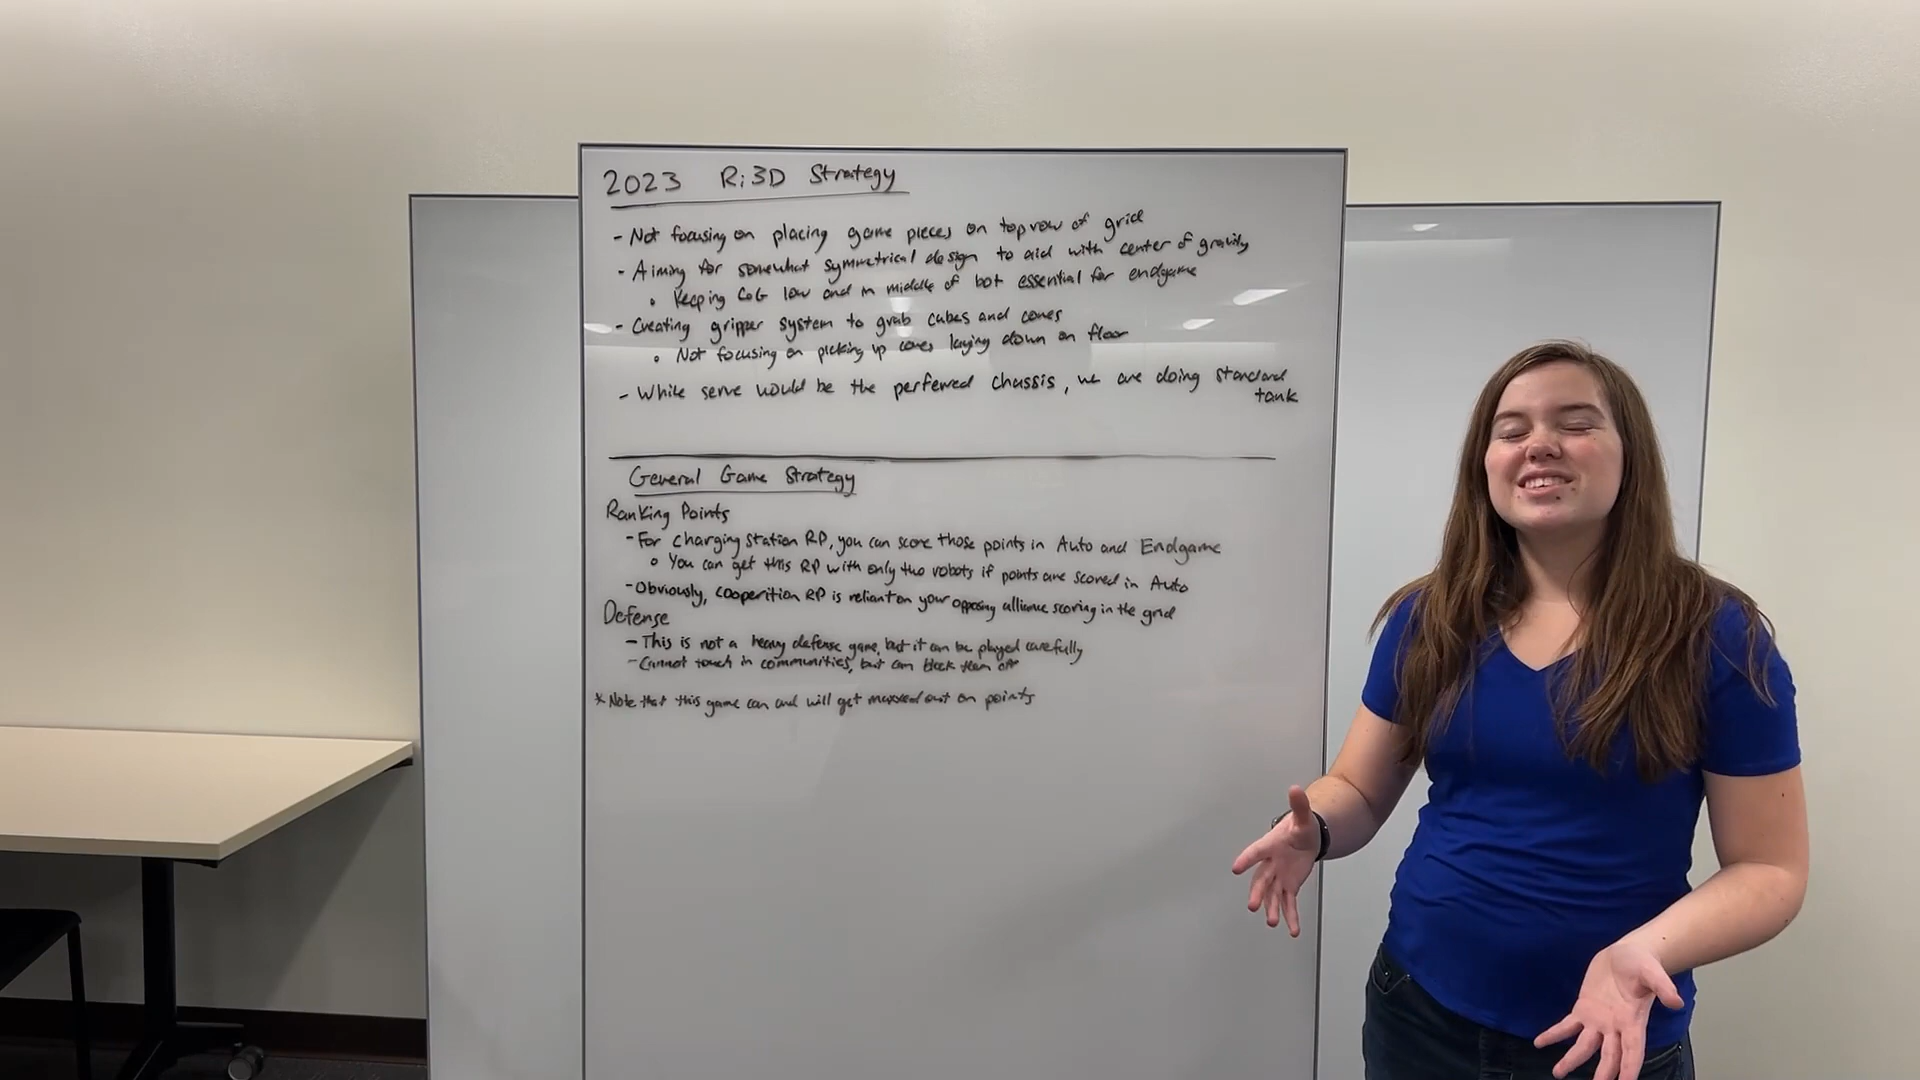 2023 Ri3D Strategy
- Not focusing on placing game pieces on top row of grid
- Aiming for somewhat symmetrical design to aid with center of gravity
• Keeping CoG low and in middle of bot essential for endgame
- Creating gripper system to grab cubes and cones
• Not focusing on picking up cones laying down on floor
- While serve would be the perferred chassis, we are doing standard
tank
General Game Strategy
Ranking Points
- For charging station RP, you can score those points in Auto and Endgame
• You can get this RP with only two robots if points are scored in Auto
- Obviously, cooperition RP is reliant on your opposing alliance scoring in the grid
Defense
- This is not a heavy defense game, but it can be played carefully
- Cannot touch in communities, but can block them off
* Note that this game can and will get maxxed out on points